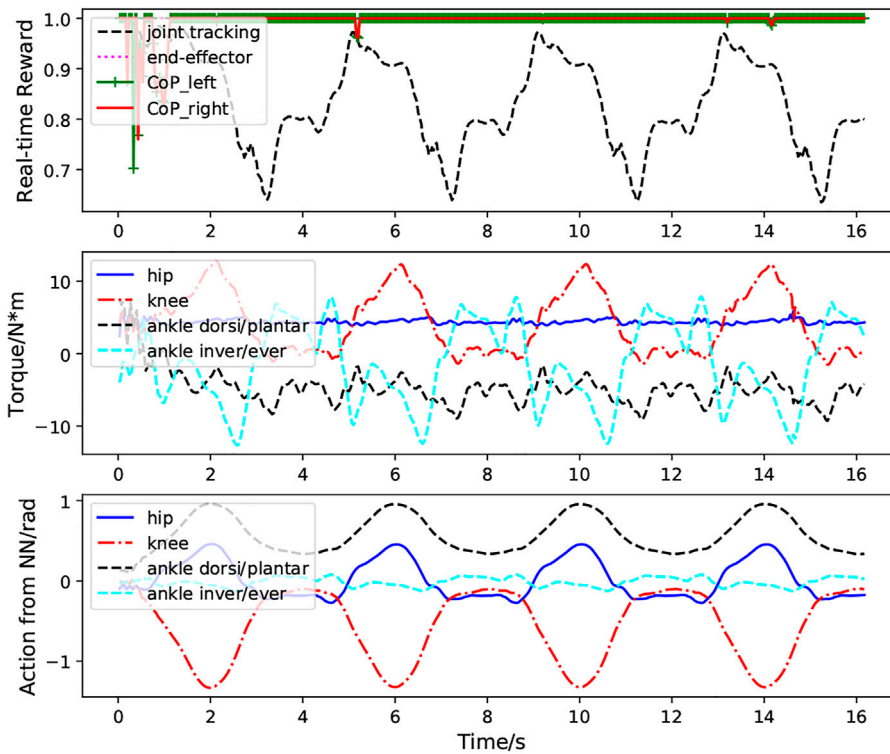 Real-time Reward
1.0
0.9
0.8
0.7
joint tracking
end-effector
CoP_left
CoP_right
0 2 4 6 8 10 12 14 16
Torque/N*m
10
0
−10
hip
knee
ankle dorsi/plantar
ankle inver/ever
0 2 4 6 8 10 12 14 16
Action from NN/rad
1
0
−1
hip
knee
ankle dorsi/plantar
ankle inver/ever
0 2 4 6 8 10 12 14 16
Time/s